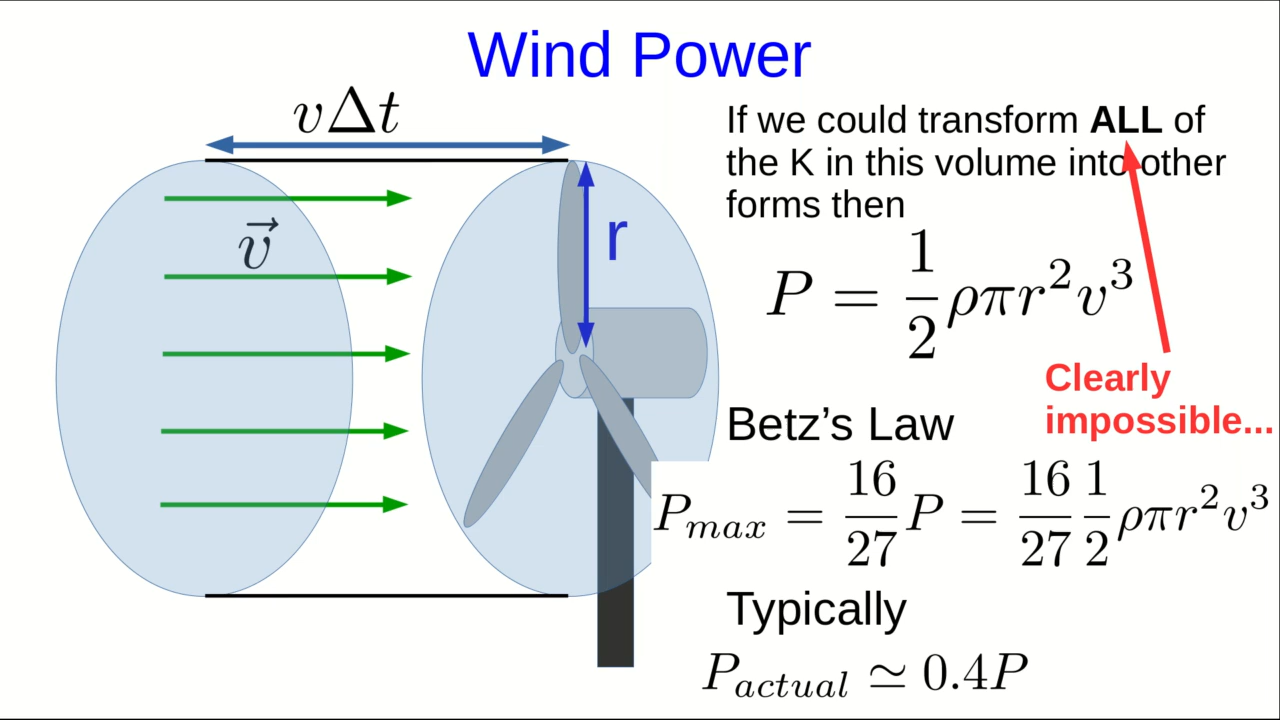 Wind Power
vΔt
If we could transform ALL of
the K in this volume into other
forms then
r
v⃗
P = 1/2 ρπr²v³
Clearly
impossible...
Betz’s Law
P_max = 16/27 P = 16/27 1/2 ρπr²v³
Typically
P_actual ≃ 0.4P